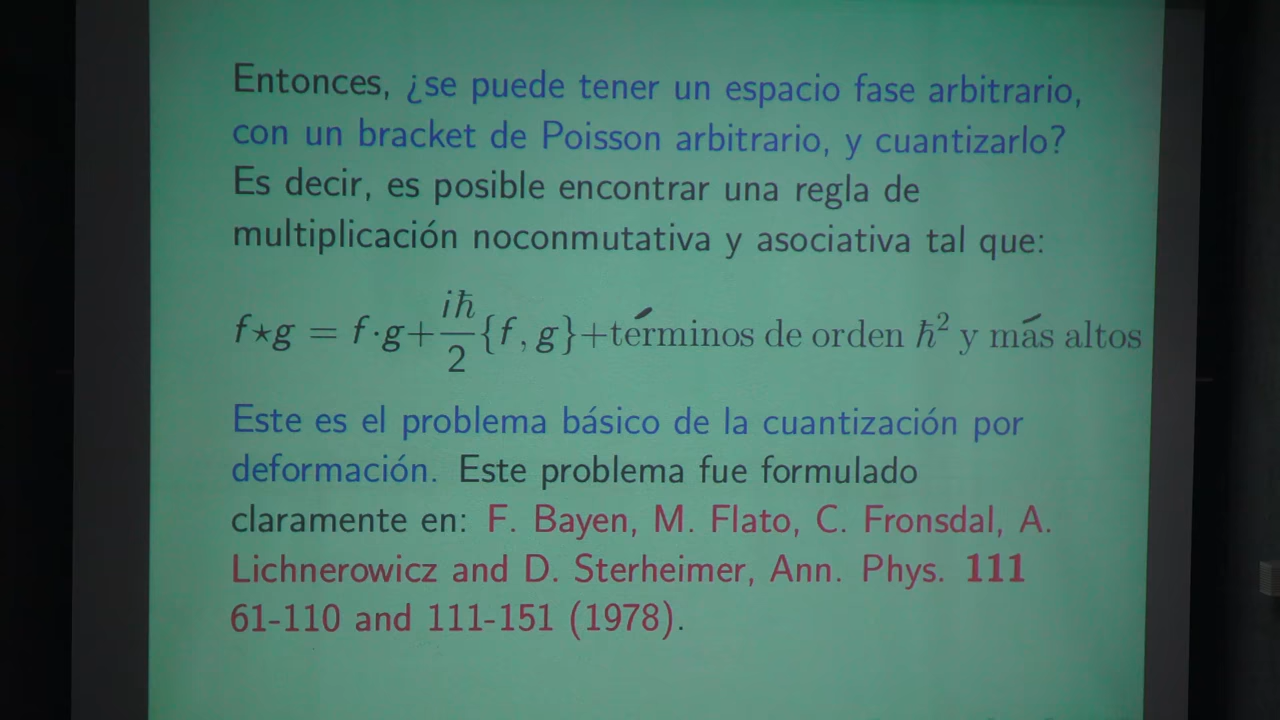 Entonces, ¿se puede tener un espacio fase arbitrario,
con un bracket de Poisson arbitrario, y cuantizarlo?
Es decir, es posible encontrar una regla de
multiplicación noconmutativa y asociativa tal que:
f⋆g = f·g+iℏ/2{f, g}+términos de orden ℏ² y más altos
Este es el problema básico de la cuantización por
deformación. Este problema fue formulado
claramente en: F. Bayen, M. Flato, C. Fronsdal, A.
Lichnerowicz and D. Sterheimer, Ann. Phys. 111
61-110 and 111-151 (1978).